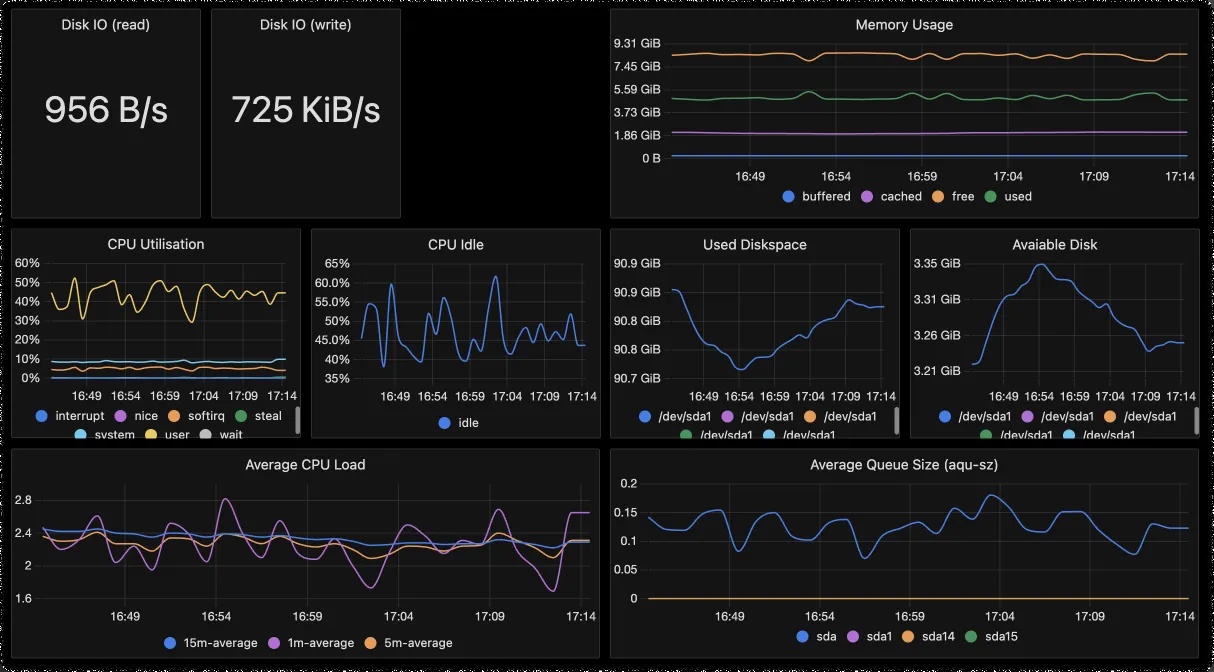 Disk IO (read)
956 B/s
Disk IO (write)
725 KiB/s
Memory Usage
9.31 GiB
7.45 GiB
5.59 GiB
3.73 GiB
1.86 GiB
0 B
16:49 16:54 16:59 17:04 17:09 17:14
buffered cached free used
CPU Utilisation
60%
50%
40%
30%
20%
10%
0%
16:49 16:54 16:59 17:04 17:09 17:14
interrupt nice softirq steal
system user wait
CPU Idle
65%
60.0%
55.0%
50%
45.0%
40%
35%
16:49 16:54 16:59 17:04 17:09 17:14
idle
Used Diskspace
90.9 GiB
90.9 GiB
90.8 GiB
90.8 GiB
90.7 GiB
16:49 16:54 16:59 17:04 17:09 17:14
/dev/sda1 /dev/sda1 /dev/sda1
/dev/sda1 /dev/sda1
Avaiable Disk
3.35 GiB
3.31 GiB
3.26 GiB
3.21 GiB
16:49 16:54 16:59 17:04 17:09 17:14
/dev/sda1 /dev/sda1 /dev/sda1
/dev/sda1 /dev/sda1
Average CPU Load
2.8
2.4
2
1.6
16:49 16:54 16:59 17:04 17:09 17:14
15m-average 1m-average 5m-average
Average Queue Size (aqu-sz)
0.2
0.15
0.1
0.05
0
16:49 16:54 16:59 17:04 17:09 17:14
sda sda1 sda14 sda15